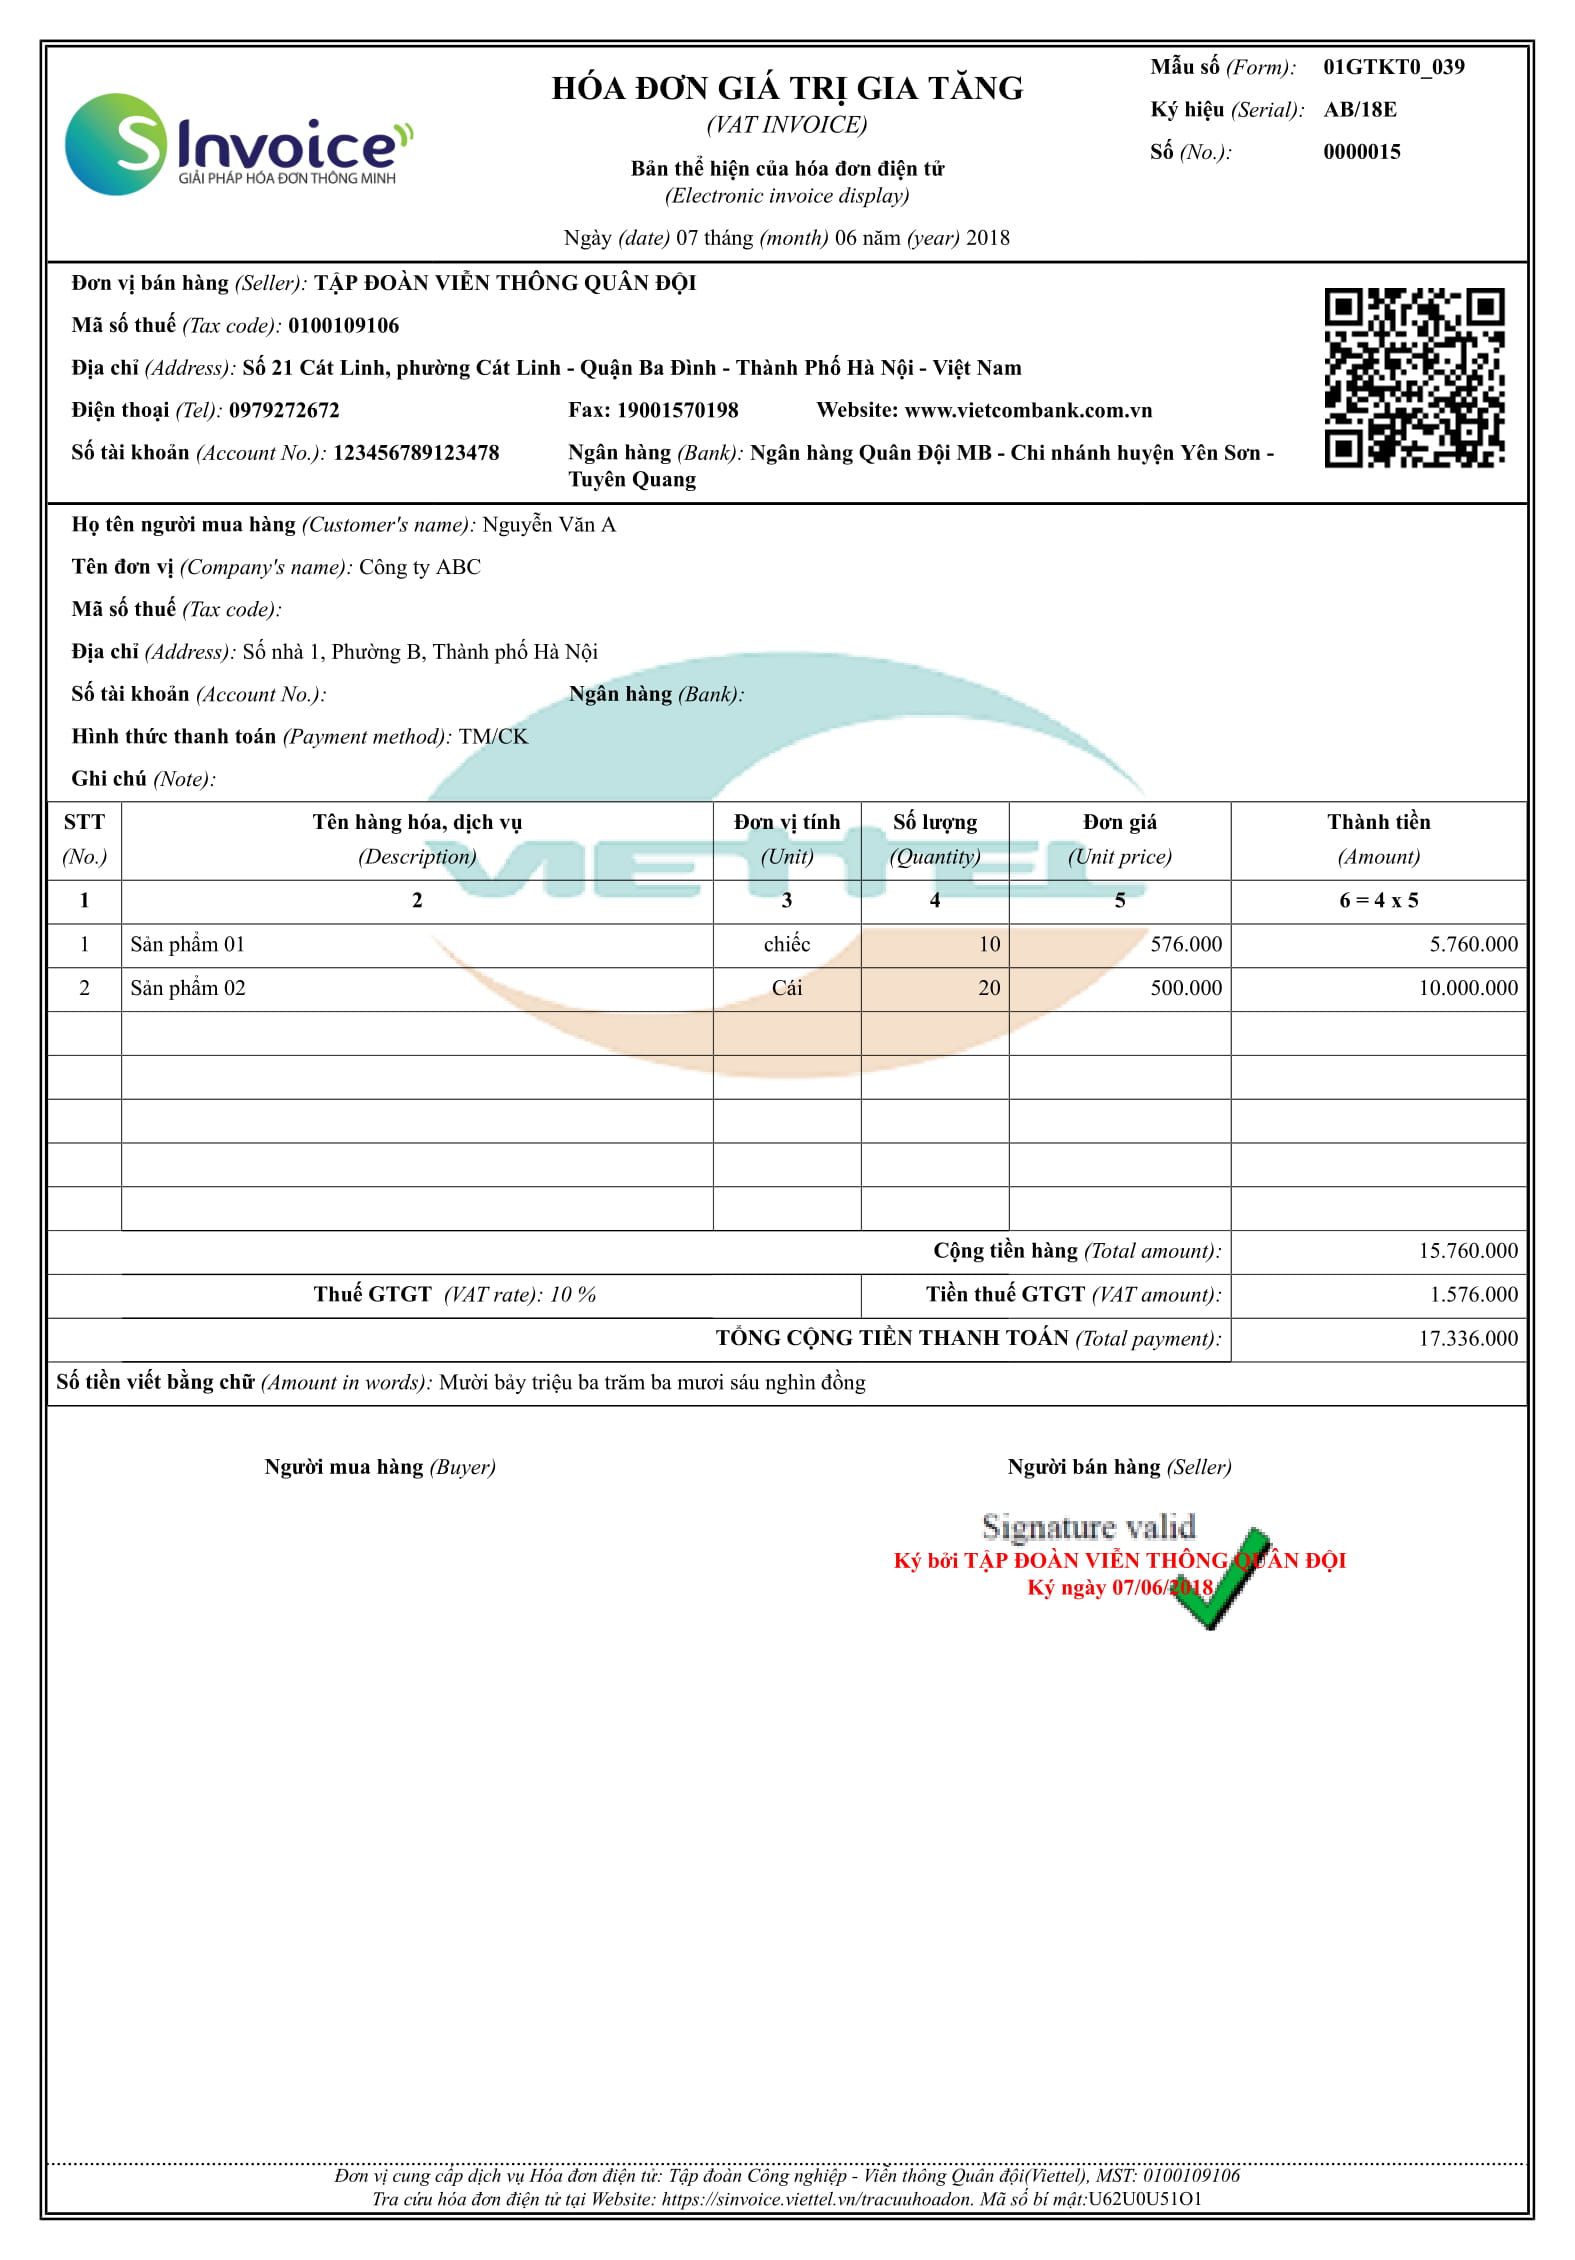 S Invoice
GIẢI PHÁP HÓA ĐƠN THÔNG MINH
HÓA ĐƠN GIÁ TRỊ GIA TĂNG
(VAT INVOICE)
Bản thể hiện của hóa đơn điện tử
(Electronic invoice display)
Ngày (date) 07 tháng (month) 06 năm (year) 2018
Mẫu số (Form): 01GTKT0_039
Ký hiệu (Serial): AB/18E
Số (No.): 0000015
Đơn vị bán hàng (Seller): TẬP ĐOÀN VIỄN THÔNG QUÂN ĐỘI
Mã số thuế (Tax code): 0100109106
Địa chỉ (Address): Số 21 Cát Linh, phường Cát Linh - Quận Ba Đình - Thành Phố Hà Nội - Việt Nam
Điện thoại (Tel): 0979272672 Fax: 19001570198 Website: www.vietcombank.com.vn
Số tài khoản (Account No.): 123456789123478 Ngân hàng (Bank): Ngân hàng Quân Đội MB - Chi nhánh huyện Yên Sơn -
Tuyên Quang
Họ tên người mua hàng (Customer's name): Nguyễn Văn A
Tên đơn vị (Company's name): Công ty ABC
Mã số thuế (Tax code):
Địa chỉ (Address): Số nhà 1, Phường B, Thành phố Hà Nội
Số tài khoản (Account No.): Ngân hàng (Bank):
Hình thức thanh toán (Payment method): TM/CK
Ghi chú (Note):
VIETTEL
STT Tên hàng hóa, dịch vụ Đơn vị tính Số lượng Đơn giá Thành tiền
(No.) (Description) (Unit) (Quantity) (Unit price) (Amount)
1 2 3 4 5 6 = 4 x 5
1 Sản phẩm 01 chiếc 10 576.000 5.760.000
2 Sản phẩm 02 Cái 20 500.000 10.000.000
Cộng tiền hàng (Total amount): 15.760.000
Thuế GTGT (VAT rate): 10 % Tiền thuế GTGT (VAT amount): 1.576.000
TỔNG CỘNG TIỀN THANH TOÁN (Total payment): 17.336.000
Số tiền viết bằng chữ (Amount in words): Mười bảy triệu ba trăm ba mươi sáu nghìn đồng
Người mua hàng (Buyer) Người bán hàng (Seller)
Signature valid
Ký bởi TẬP ĐOÀN VIỄN THÔNG QUÂN ĐỘI
Ký ngày 07/06/2018
Đơn vị cung cấp dịch vụ Hóa đơn điện tử: Tập đoàn Công nghiệp - Viễn thông Quân đội(Viettel), MST: 0100109106
Tra cứu hóa đơn điện tử tại Website: https://sinvoice.viettel.vn/tracuuhoadon. Mã số bí mật:U62U0U51O1